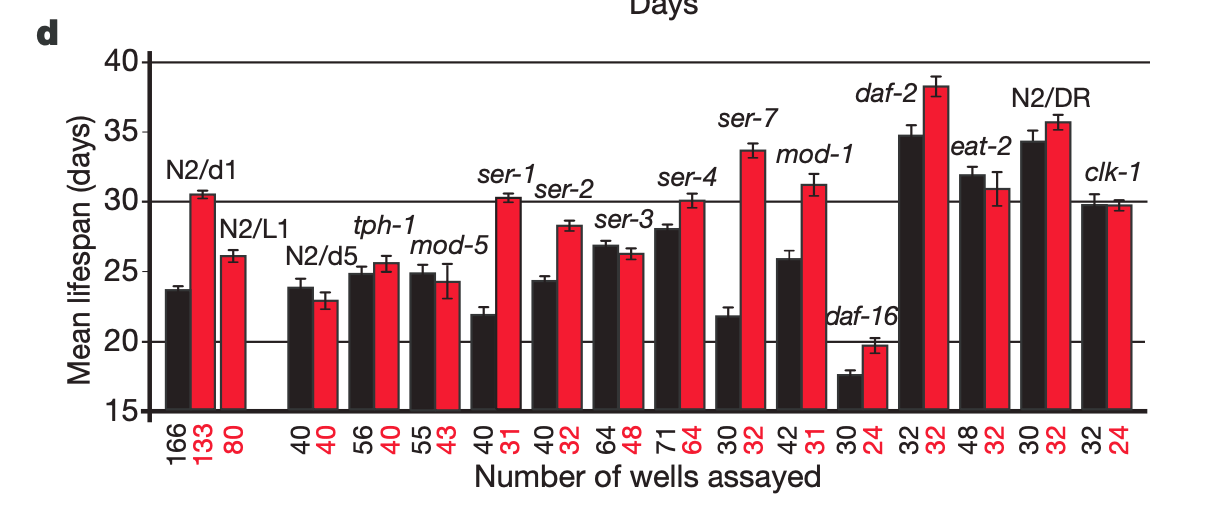 Days
d
40
35
30
25
20
15
Mean lifespan (days)
N2/d1
N2/L1
N2/d5
tph-1
mod-5
ser-1
ser-2
ser-3
ser-4
ser-7
mod-1
daf-16
daf-2
eat-2
N2/DR
clk-1
166 133 80 40 40 56 40 55 43 40 31 40 32 64 48 71 64 30 32 42 31 30 24 32 32 48 32 30 32 32 24
Number of wells assayed